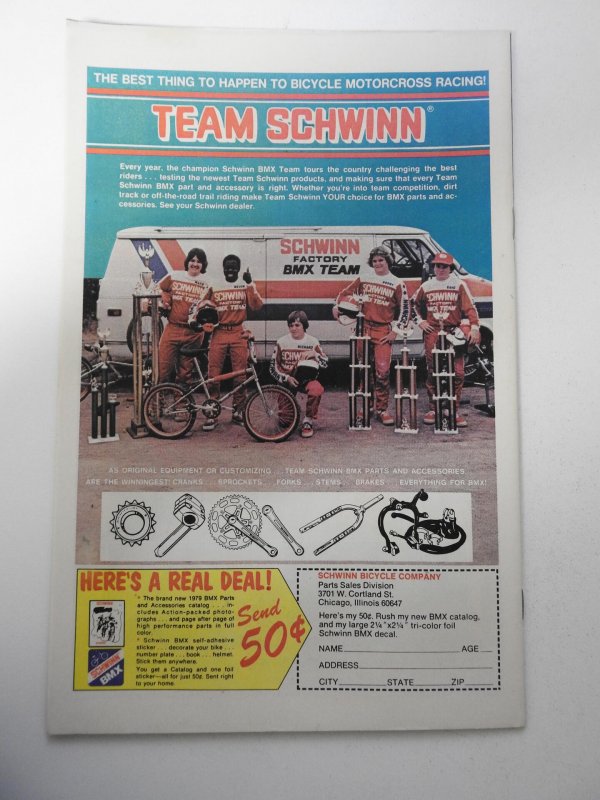 THE BEST THING TO HAPPEN TO BICYCLE MOTORCROSS RACING!
TEAM SCHWINN®
Every year, the champion Schwinn BMX Team tours the country challenging the best
riders . . . testing the newest Team Schwinn products, and making sure that every Team
Schwinn BMX part and accessory is right. Whether you're into team competition, dirt
track or off-the-road trail riding make Team Schwinn YOUR choice for BMX parts and ac-
cessories. See your Schwinn dealer.
SCHWINN
FACTORY
BMX TEAM
SCHWINN
SCHWINN
AS ORIGINAL EQUIPMENT OR CUSTOMIZING . . . TEAM SCHWINN BMX PARTS AND ACCESSORIES
ARE THE WINNINGEST! CRANKS . . . SPROCKETS . . . FORKS . . . STEMS . . BRAKES . . . EVERYTHING FOR BMX!
HERE'S A REAL DEAL!
* The brand new 1979 BMX Parts
and Accessories catalog . . . in-
cludes Action-packed photo-
graphs . . . and page after page of
high performance parts in full
color.
* Schwinn BMX self-adhesive
sticker . . . decorate your bike . . .
number plate . . . book . . . helmet.
Stick them anywhere.
You get a Catalog and one foil
sticker—all for just 50¢. Sent right
to your home.
SCHWINN
BMX
Send
50¢
SCHWINN BICYCLE COMPANY
Parts Sales Division
3701 W. Cortland St.
Chicago, Illinois 60647
Here's my 50¢. Rush my new BMX catalog,
and my large 2¼" x 2¼" tri-color foil
Schwinn BMX decal.
NAME AGE
ADDRESS
CITY STATE ZIP